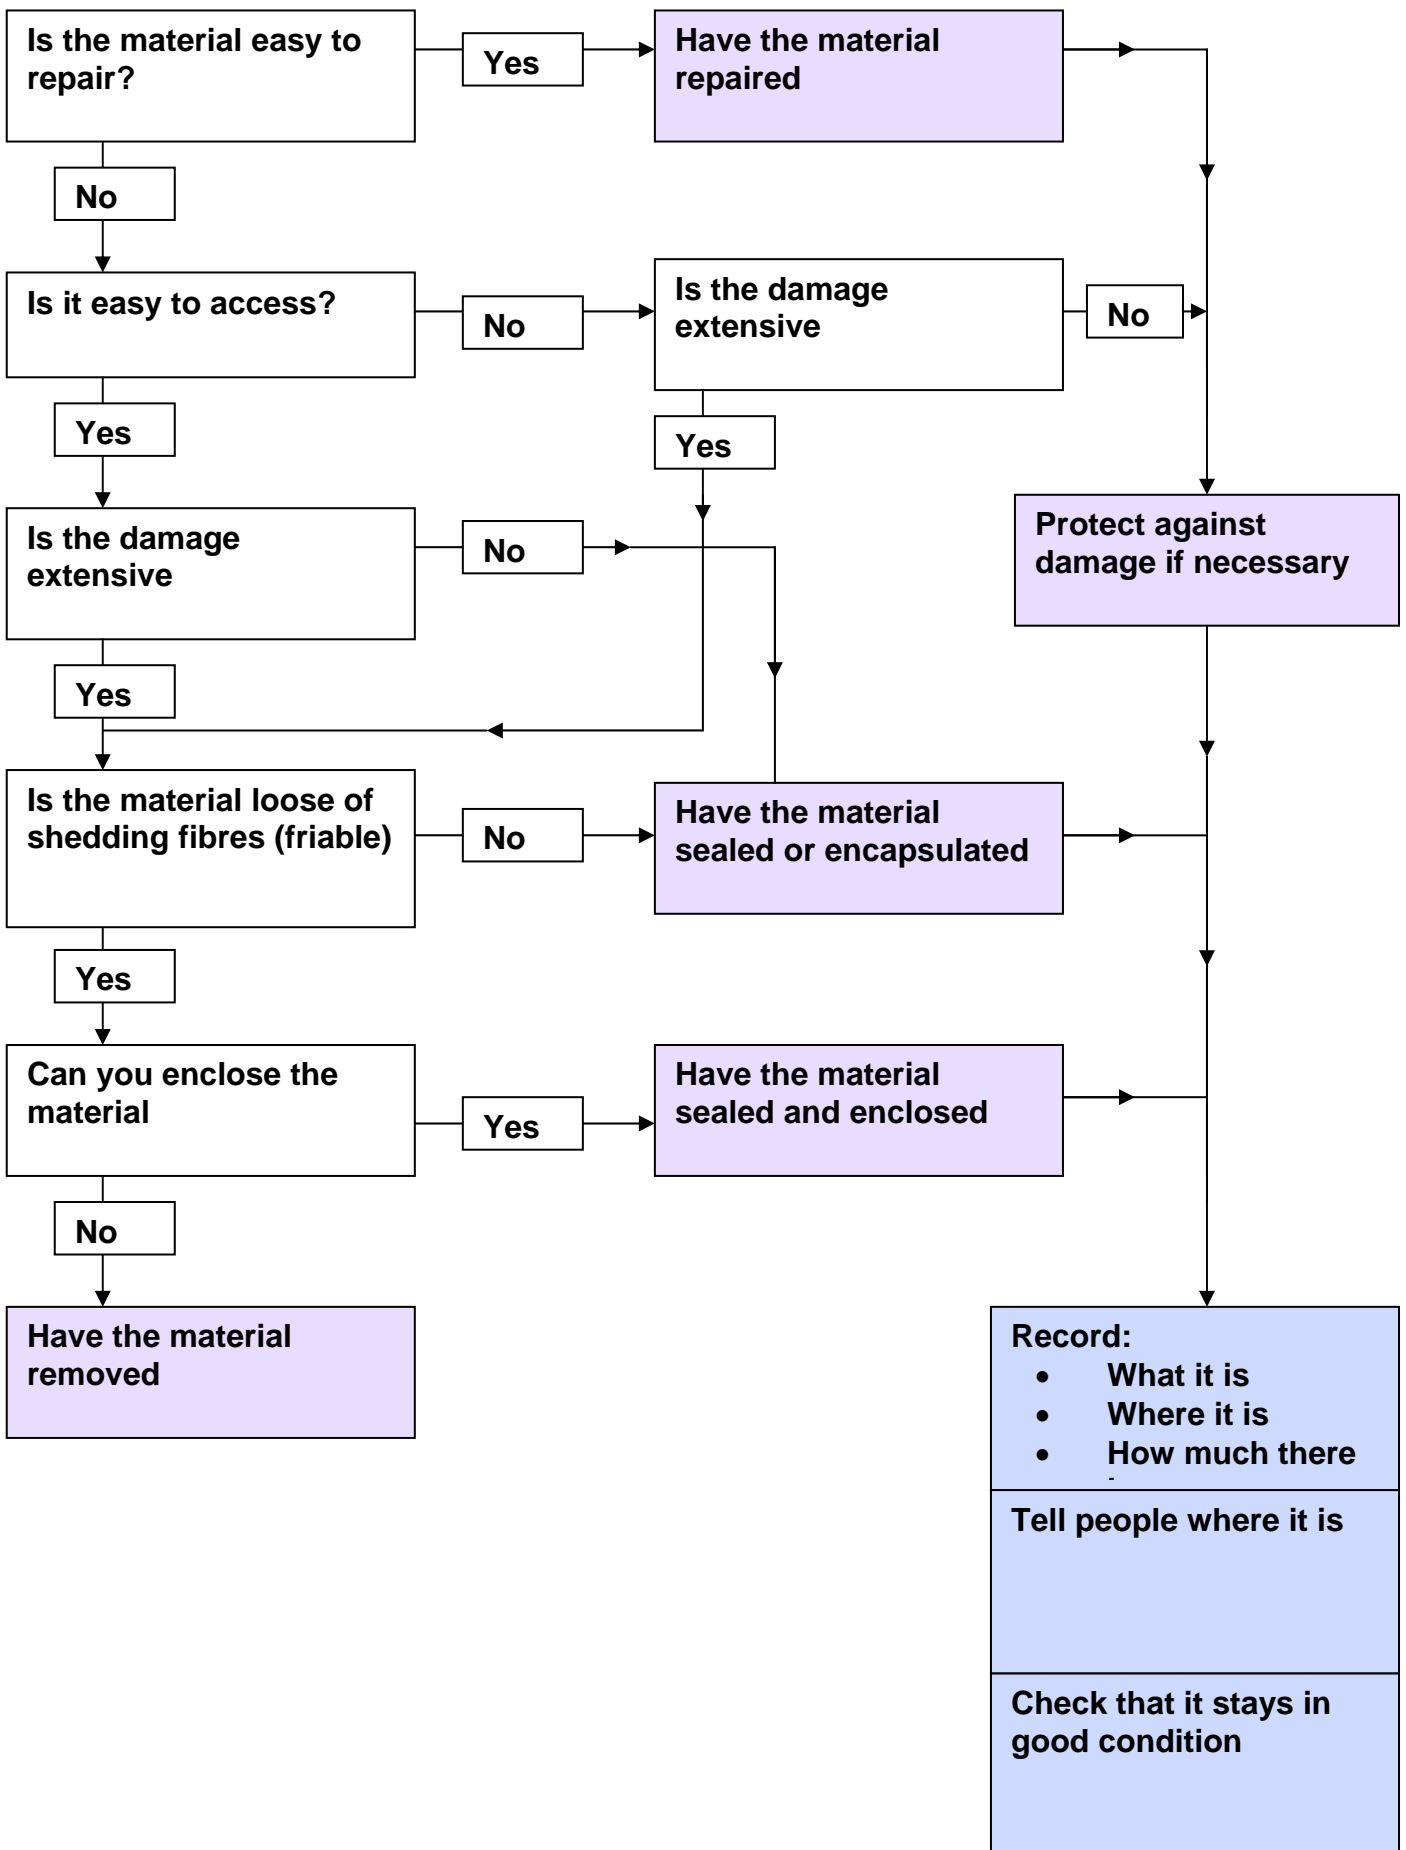 Is the material easy to
repair?
Yes
Have the material
repaired
No
Is it easy to access?
No
Is the damage
extensive
No
Yes
Yes
Is the damage
extensive
No
Protect against
damage if necessary
Yes
Is the material loose of
shedding fibres (friable)
No
Have the material
sealed or encapsulated
Yes
Can you enclose the
material
Yes
Have the material
sealed and enclosed
No
Have the material
removed
Record:
• What it is
• Where it is
• How much there
Tell people where it is
Check that it stays in
good condition